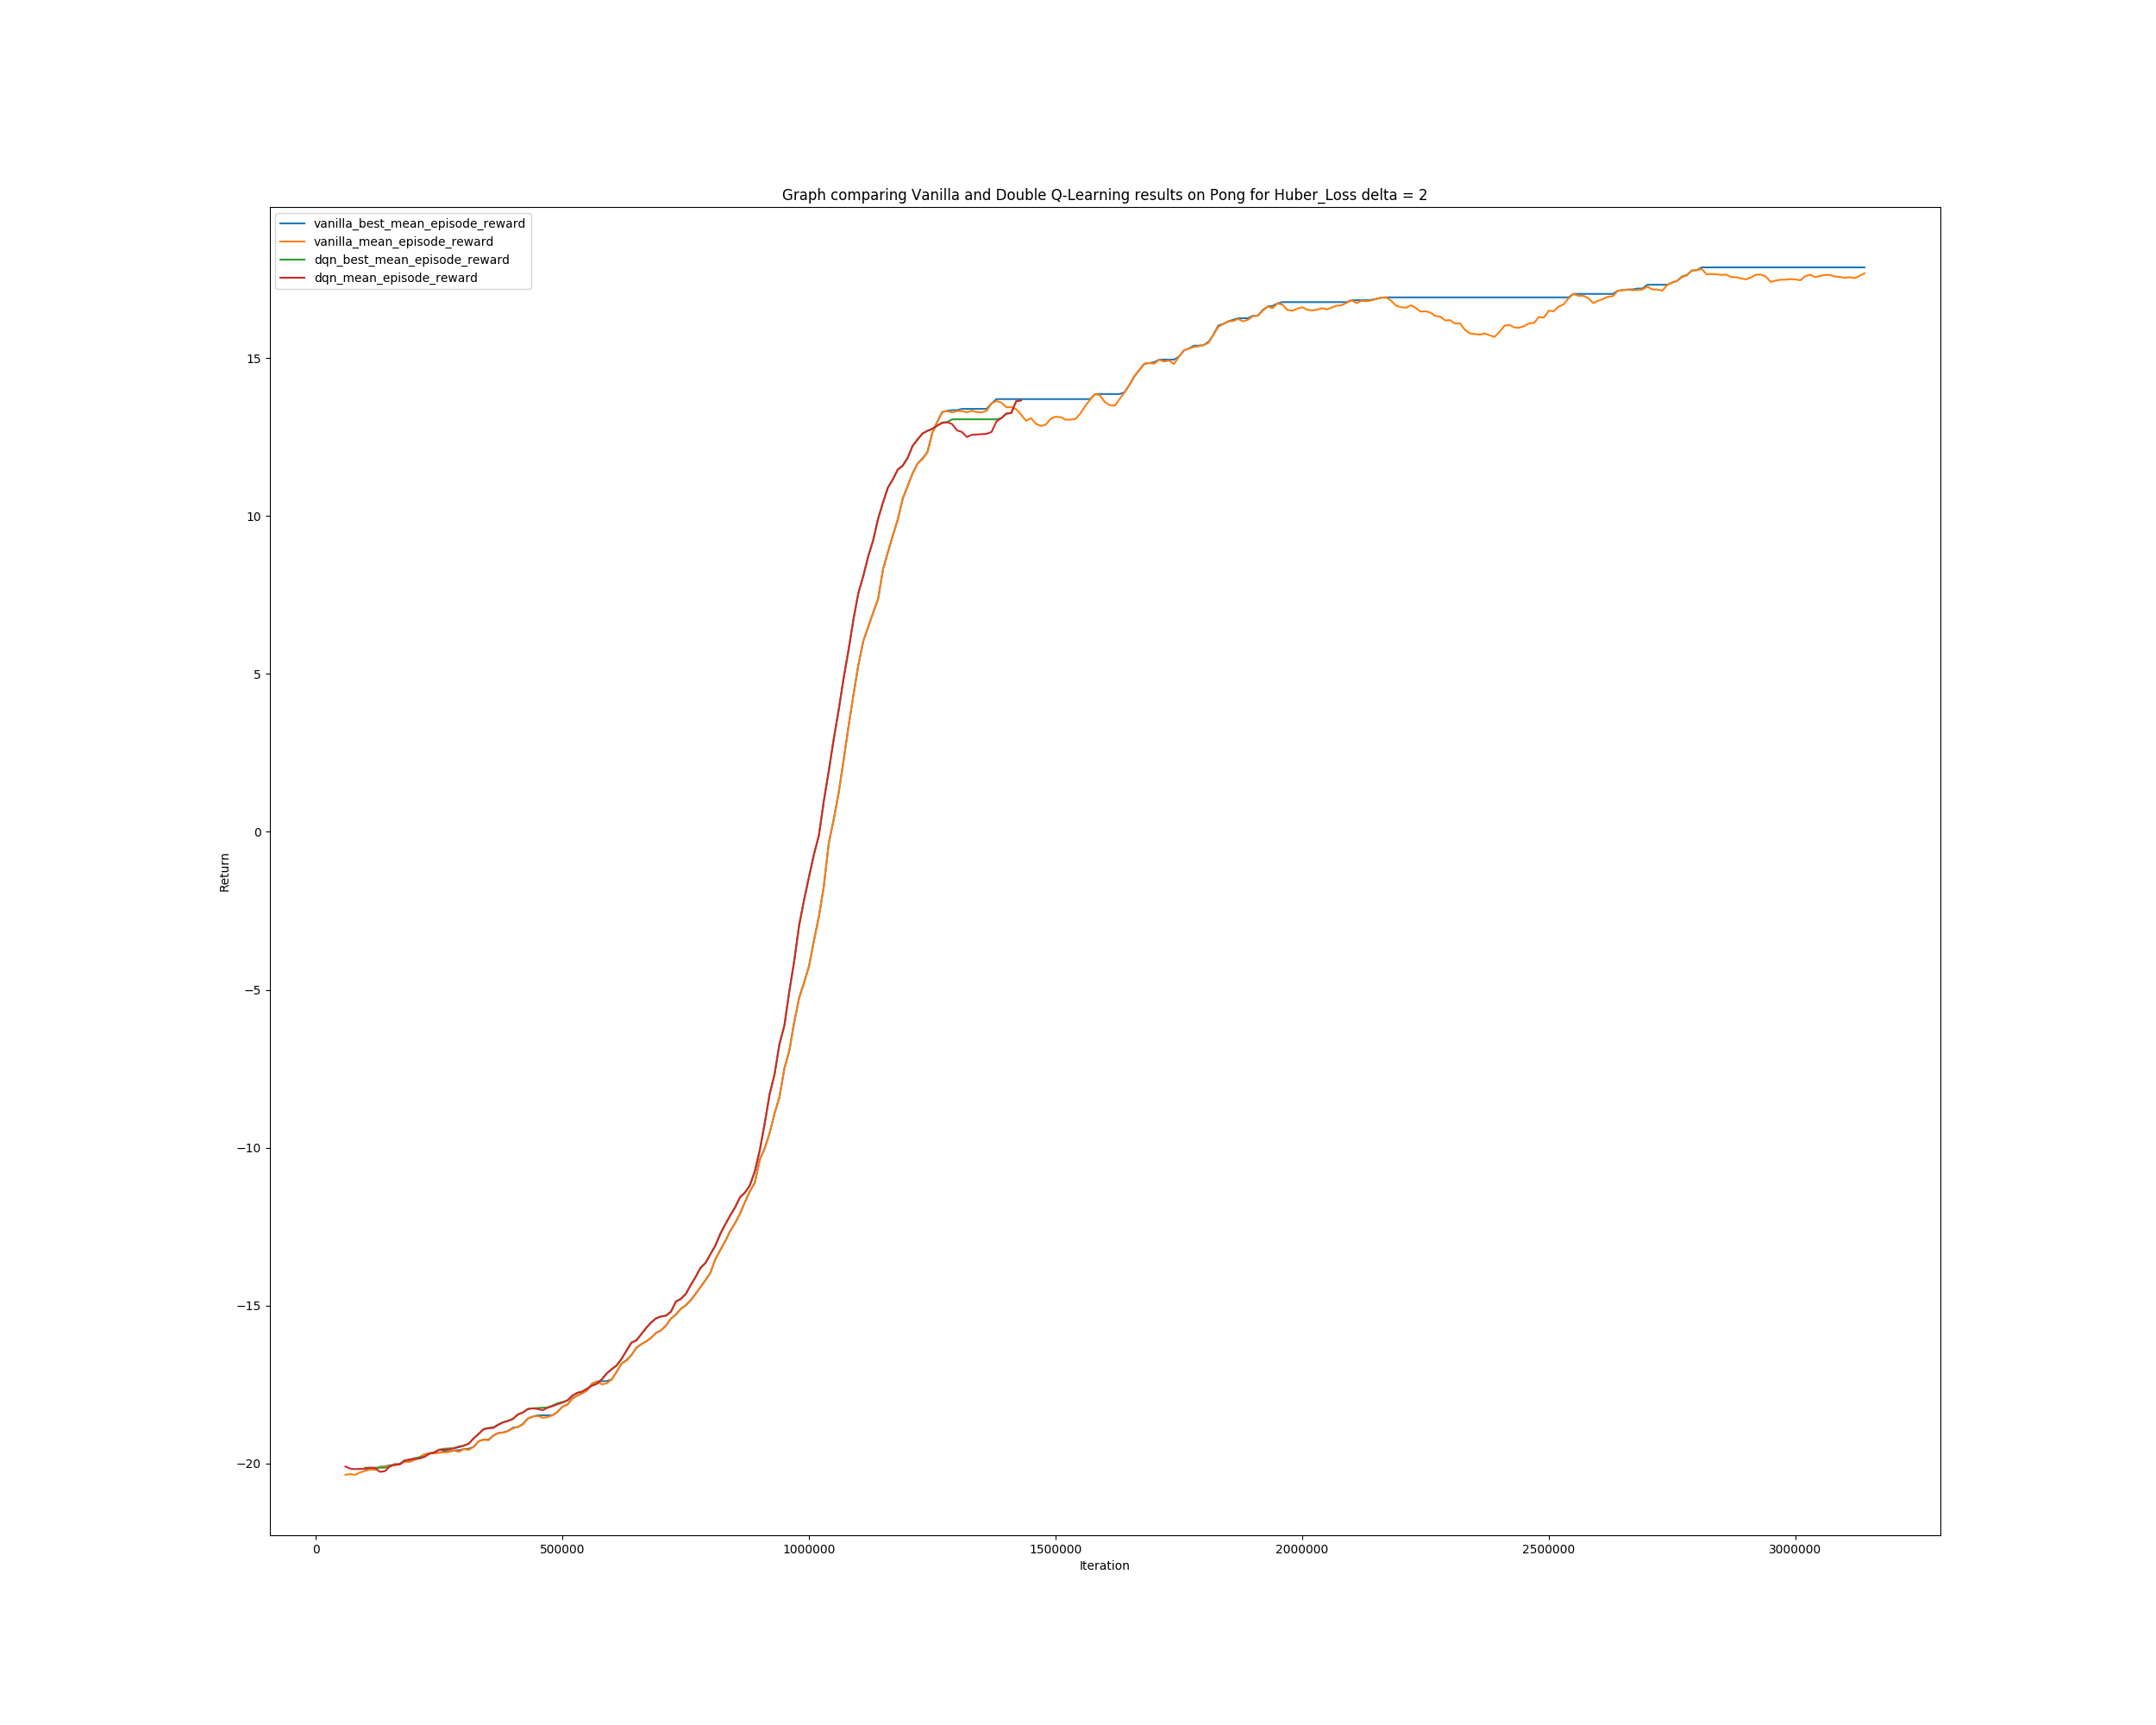 Graph comparing Vanilla and Double Q-Learning results on Pong for Huber_Loss delta = 2
vanilla_best_mean_episode_reward
vanilla_mean_episode_reward
dqn_best_mean_episode_reward
dqn_mean_episode_reward
15
10
5
0
−5
−10
−15
−20
Return
0 500000 1000000 1500000 2000000 2500000 3000000
Iteration